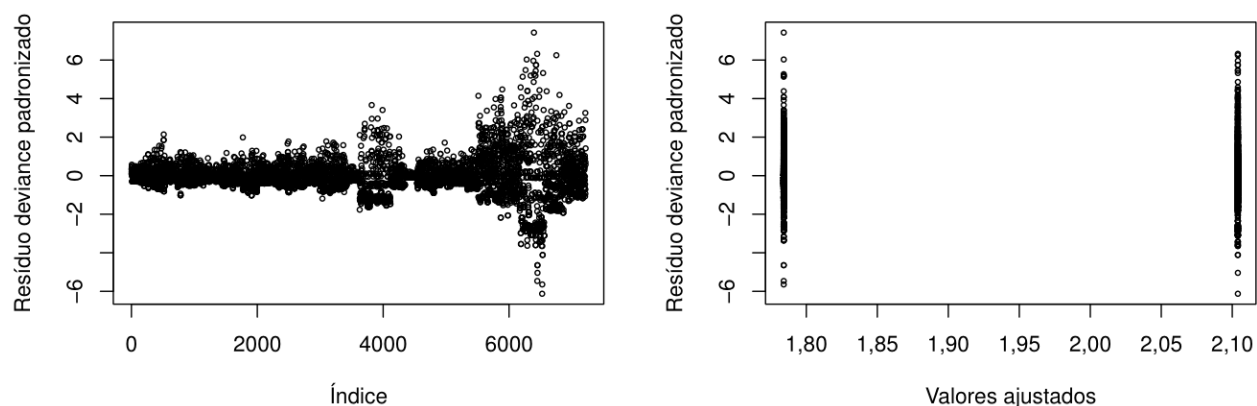 Resíduo deviance padronizado
6
4
2
0
−2
−6
0 2000 4000 6000
Índice
Resíduo deviance padronizado
6
4
2
0
−2
−6
1,80 1,85 1,90 1,95 2,00 2,05 2,10
Valores ajustados